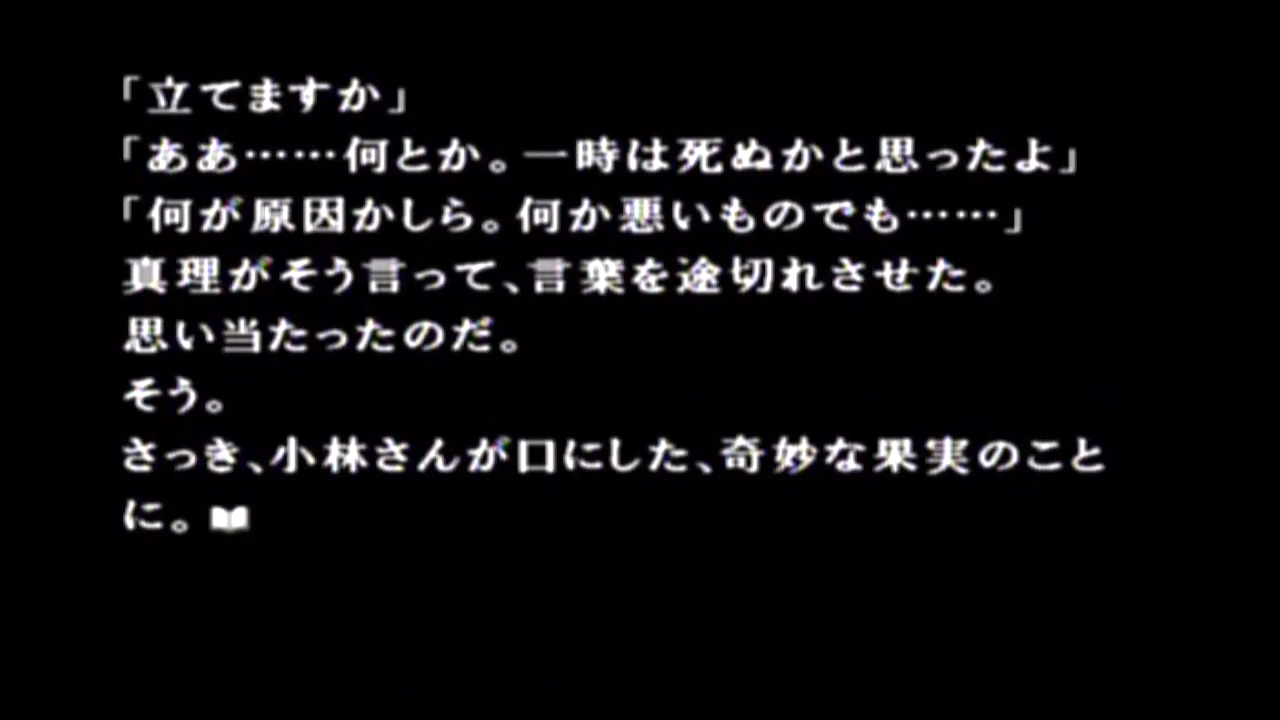 「立てますか」
「ああ……何とか。一時は死ぬかと思ったよ」
「何が原因かしら。何か悪いものでも……」
真理がそう言って、言葉を途切れさせた。
思い当たったのだ。
そう。
さっき、小林さんが口にした、奇妙な果実のこと
に。